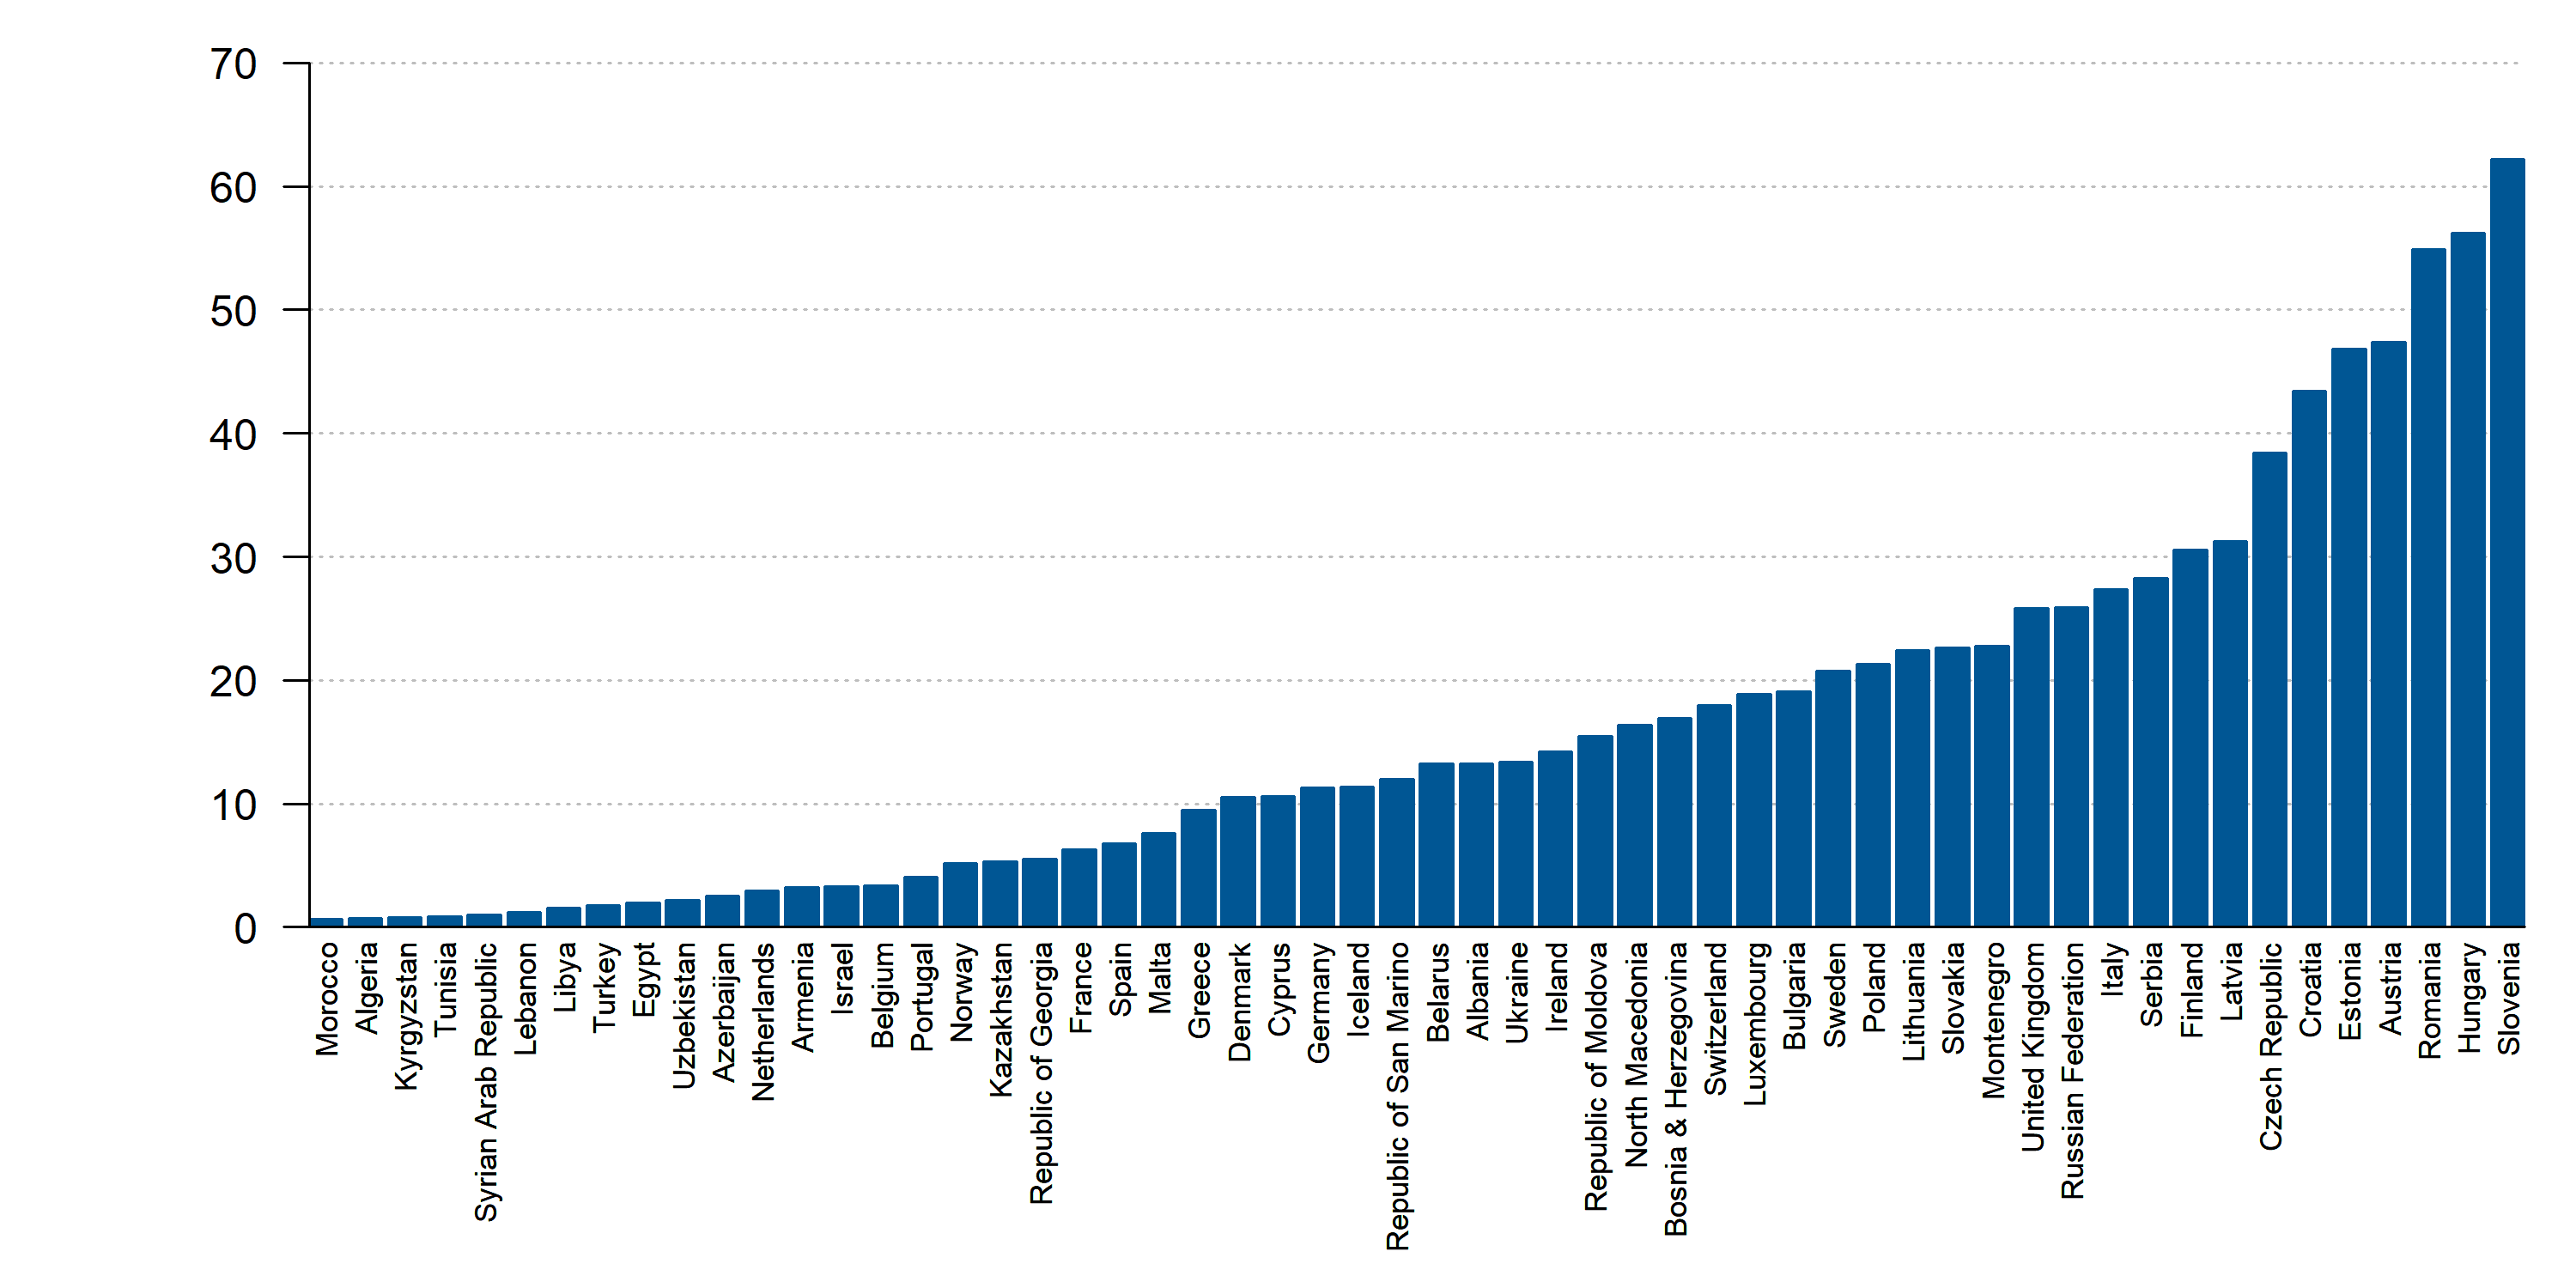 70
60
50
40
30
20
10
0
Morocco
Algeria
Kyrgyzstan
Tunisia
Syrian Arab Republic
Lebanon
Libya
Turkey
Egypt
Uzbekistan
Azerbaijan
Netherlands
Armenia
Israel
Belgium
Portugal
Norway
Kazakhstan
Republic of Georgia
France
Spain
Malta
Greece
Denmark
Cyprus
Germany
Iceland
Republic of San Marino
Belarus
Albania
Ukraine
Ireland
Republic of Moldova
North Macedonia
Bosnia & Herzegovina
Switzerland
Luxembourg
Bulgaria
Sweden
Poland
Lithuania
Slovakia
Montenegro
United Kingdom
Russian Federation
Italy
Serbia
Finland
Latvia
Czech Republic
Croatia
Estonia
Austria
Romania
Hungary
Slovenia